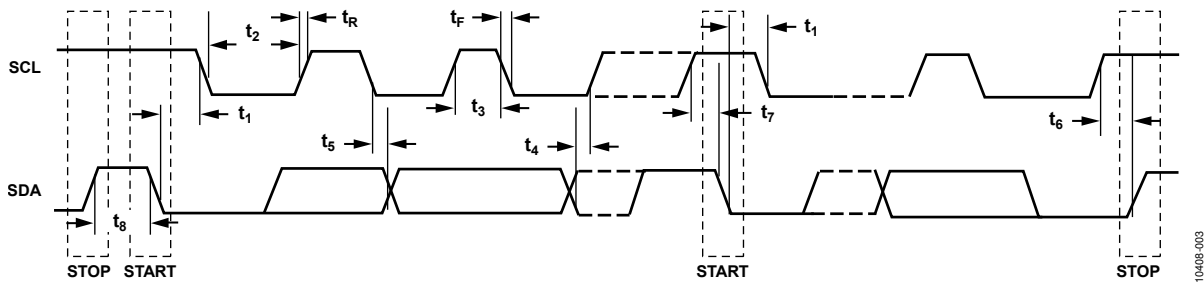 t2
tR
tF
t1
SCL
t1
t3
t7
t6
t5
t4
SDA
t8
STOP
START
START
STOP
10408-003